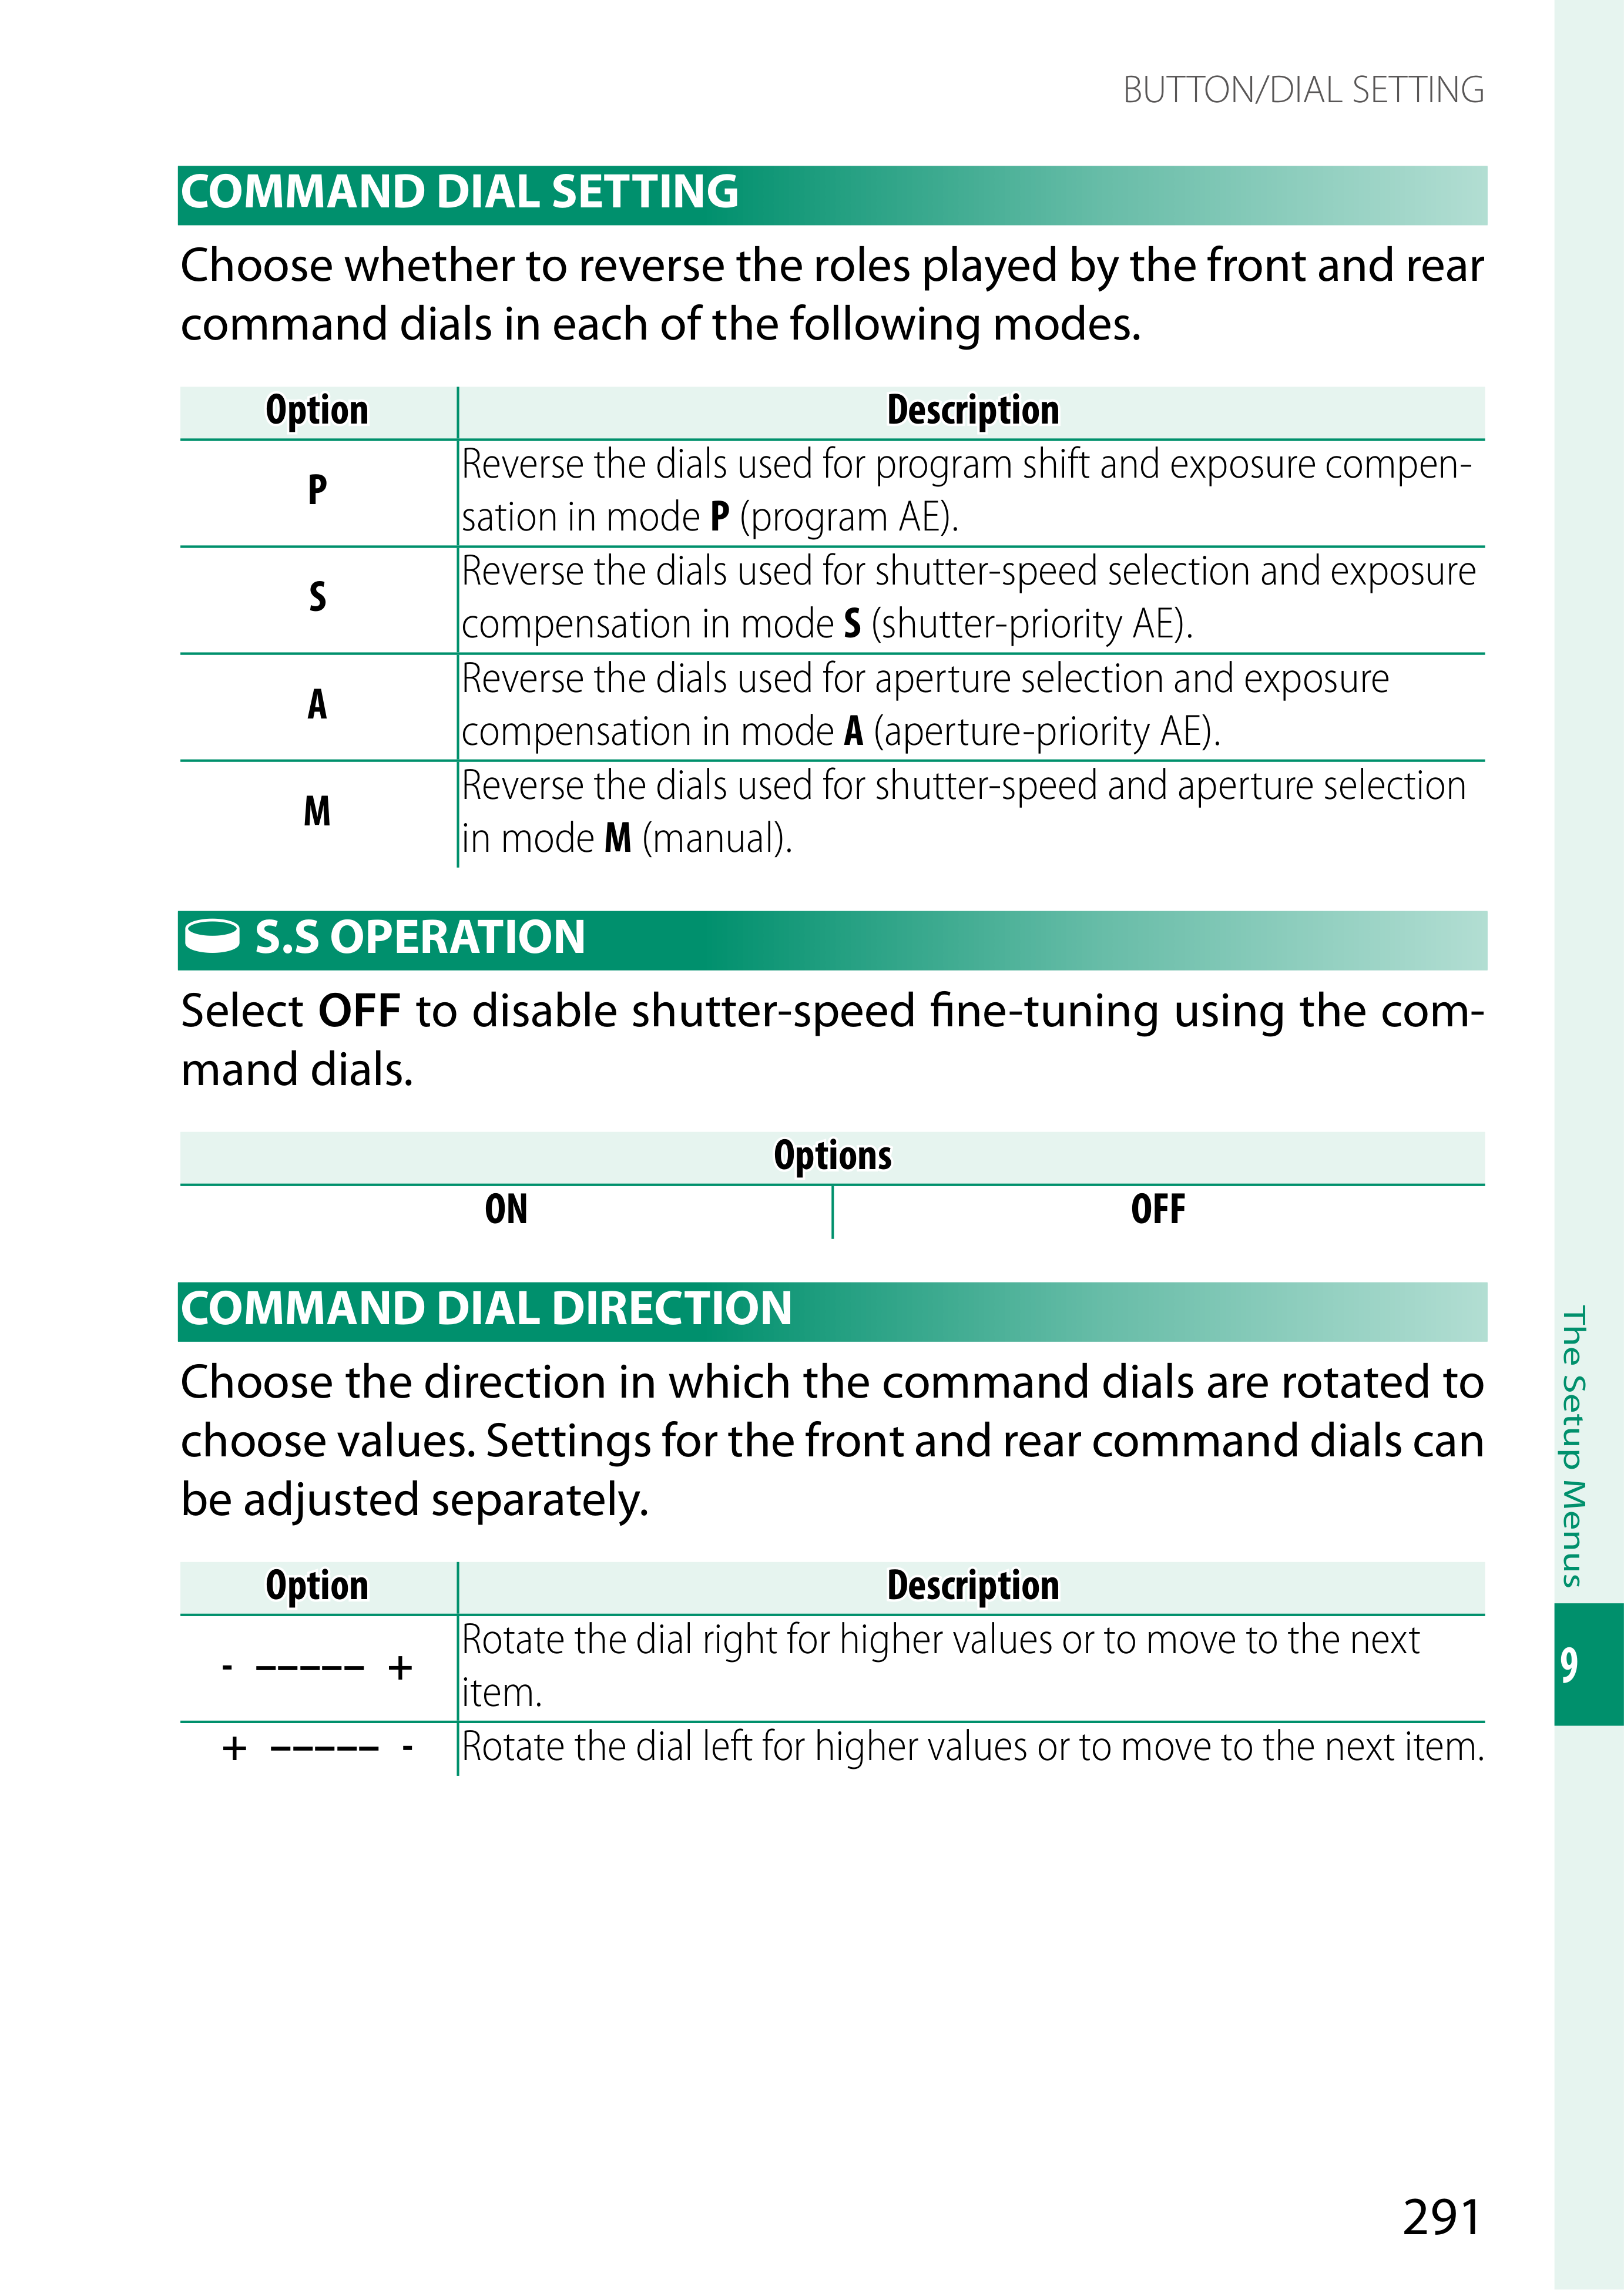 BUTTON/DIAL SETTING
COMMAND DIAL SETTING
Choose whether to reverse the roles played by the front and rear
command dials in each of the following modes.
Option Description
P Reverse the dials used for program shift and exposure compen-
sation in mode P (program AE).
S Reverse the dials used for shutter-speed selection and exposure
compensation in mode S (shutter-priority AE).
A Reverse the dials used for aperture selection and exposure
compensation in mode A (aperture-priority AE).
M Reverse the dials used for shutter-speed and aperture selection
in mode M (manual).
S.S OPERATION
Select OFF to disable shutter-speed fine-tuning using the com-
mand dials.
Options
ON OFF
COMMAND DIAL DIRECTION
Choose the direction in which the command dials are rotated to
choose values. Settings for the front and rear command dials can
be adjusted separately.
Option Description
- ––––– + Rotate the dial right for higher values or to move to the next
item.
+ ––––– - Rotate the dial left for higher values or to move to the next item.
The Setup Menus
9
291